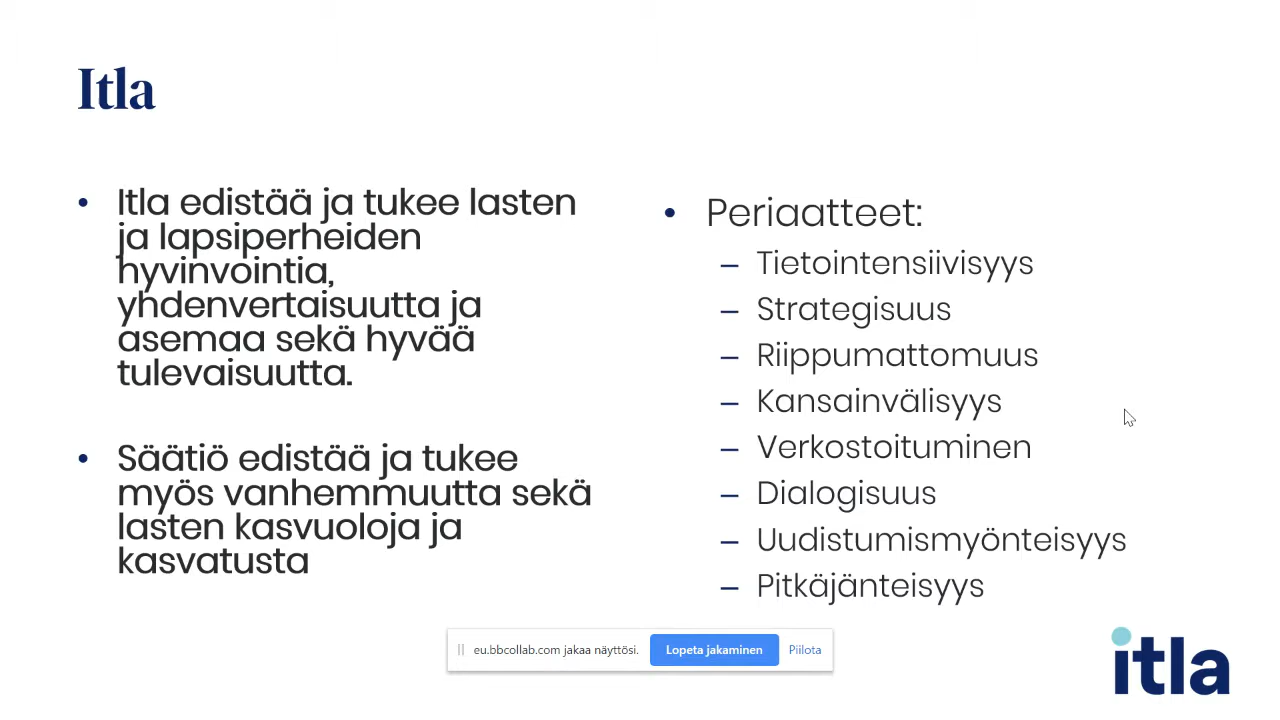 Itla
• Itla edistää ja tukee lasten
ja lapsiperheiden
hyvinvointia,
yhdenvertaisuutta ja
asemaa sekä hyvää
tulevaisuutta.
• Säätiö edistää ja tukee
myös vanhemmuutta sekä
lasten kasvuoloja ja
kasvatusta
• Periaatteet:
– Tietointensiivisyys
– Strategisuus
– Riippumattomuus
– Kansainvälisyys
– Verkostoituminen
– Dialogisuus
– Uudistumismyönteisyys
– Pitkäjänteisyys
eu.bbcollab.com jakaa näyttösi. Lopeta jakaminen Piilota
itla